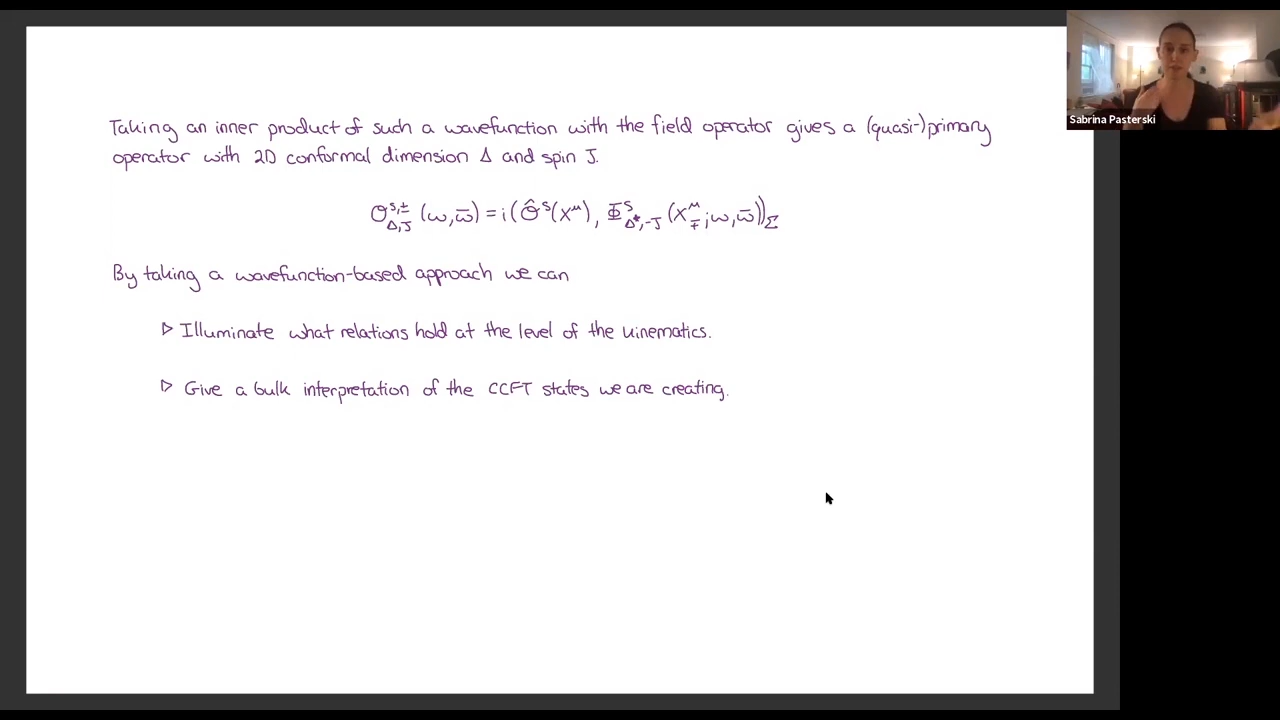 Taking an inner product of such a wavefunction with the field operator gives a (quasi-)primary
operator with 2D conformal dimension Δ and spin J.
𝒪^{s,±}_{Δ,J} (w, w̄) = i (Ô^s(X^μ), Φ^s_{Δ*,-J} (X^μ_∓; w, w̄))_Σ
By taking a wavefunction-based approach we can
▷ Illuminate what relations hold at the level of the kinematics.
▷ Give a bulk interpretation of the CCFT states we are creating.
Sabrina Pasterski